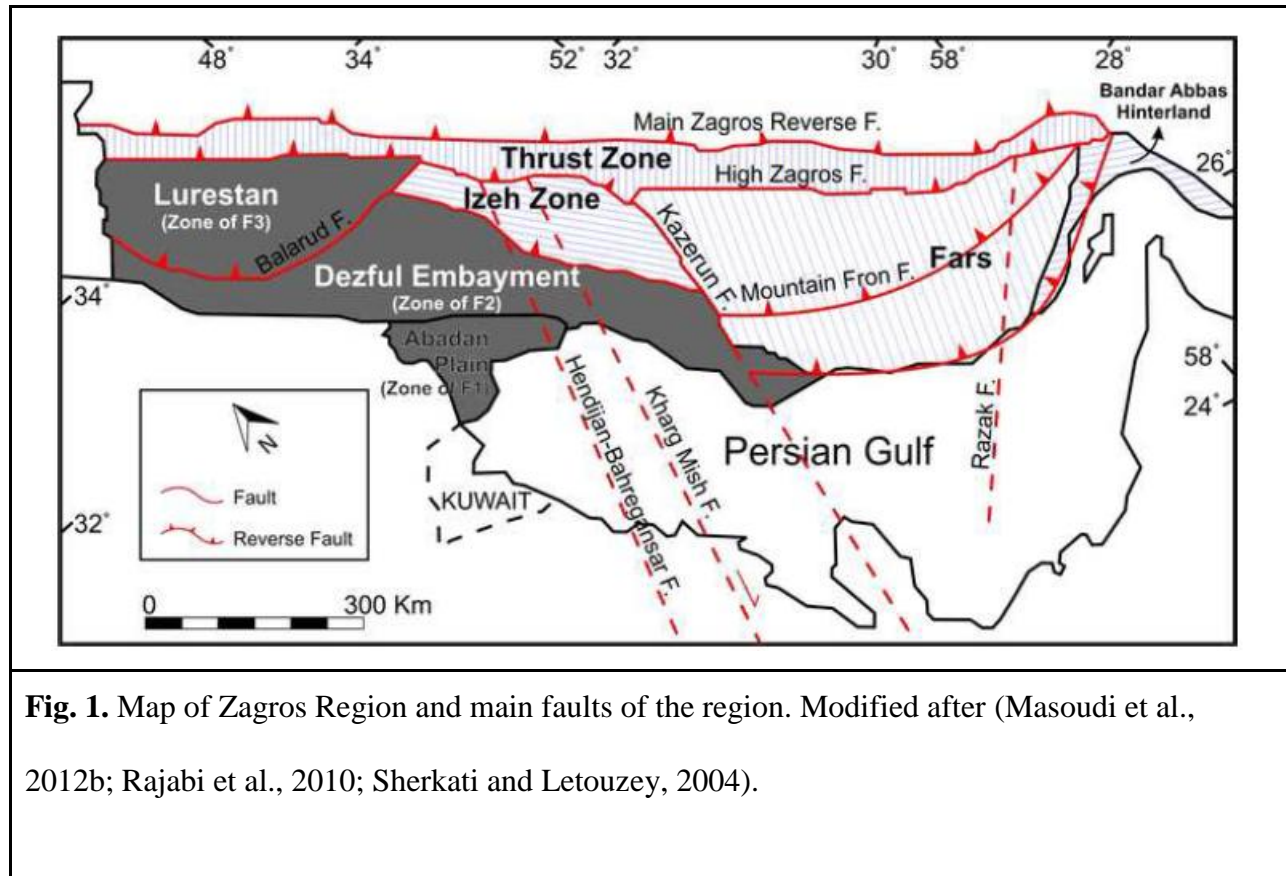 48°
34°
52°
32°
30°
58°
28°
Bandar Abbas
Hinterland
Main Zagros Reverse F.
26°
Thrust Zone
High Zagros F.
Lurestan
(Zone of F3)
Izeh Zone
Balarud F.
Kazerun F.
Fars
Dezful Embayment
(Zone of F2)
Mountain Fron F.
34°
Abadan
Plain
(Zone of F1)
58°
24°
Hendijan-Bahregansar F.
Kharg Mish F.
Razak F.
Persian Gulf
N
Fault
Reverse Fault
KUWAIT
32°
0 300 Km
Fig. 1. Map of Zagros Region and main faults of the region. Modified after (Masoudi et al.,
2012b; Rajabi et al., 2010; Sherkati and Letouzey, 2004).